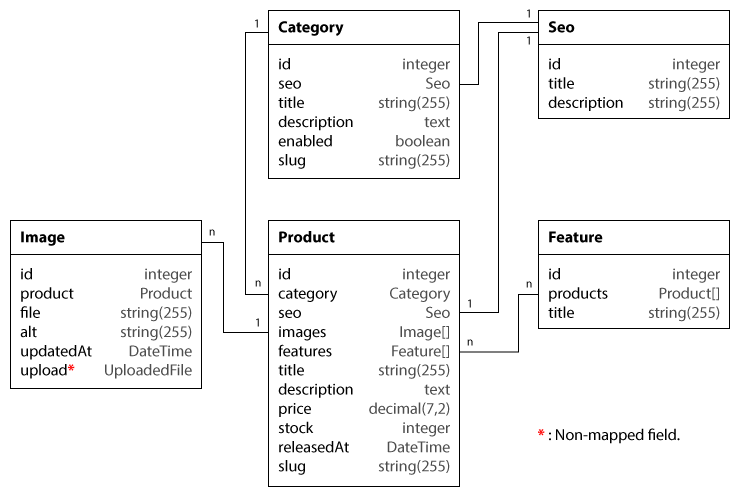 Category
id integer
seo Seo
title string(255)
description text
enabled boolean
slug string(255)
1
1
1
Seo
id integer
title string(255)
description string(255)
Image
id integer
product Product
file string(255)
alt string(255)
updatedAt DateTime
upload* UploadedFile
n
n
1
Product
id integer
category Category
seo Seo
images Image[]
features Feature[]
title string(255)
description text
price decimal(7,2)
stock integer
releasedAt DateTime
slug string(255)
1
n
n
Feature
id integer
products Product[]
title string(255)
* : Non-mapped field.